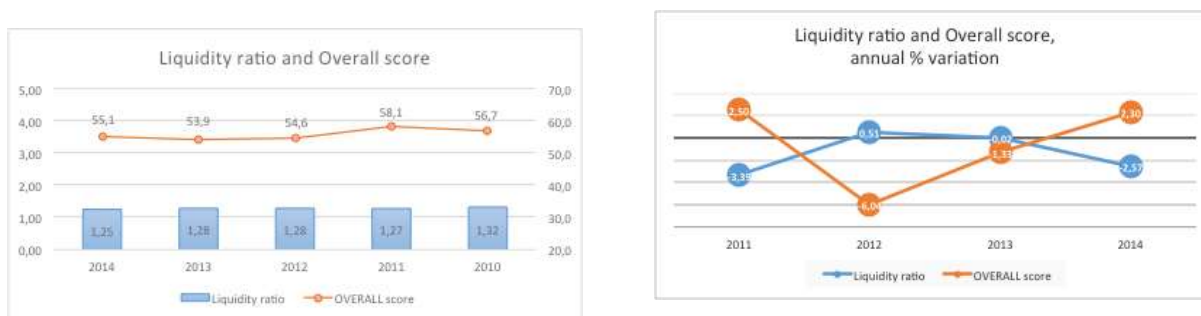 Liquidity ratio and Overall score
5,00 70,0
55,1 53,9 54,6 58,1 56,7
4,00 60,0
3,00 50,0
2,00 40,0
1,00 30,0
1,25 1,28 1,28 1,27 1,32
0,00 20,0
2014 2013 2012 2011 2010
Liquidity ratio OVERALL score
Liquidity ratio and Overall score,
annual % variation
2,50 0,51 2,30
-3,39 -6,06 -1,33 -2,57
2011 2012 2013 2014
Liquidity ratio OVERALL score